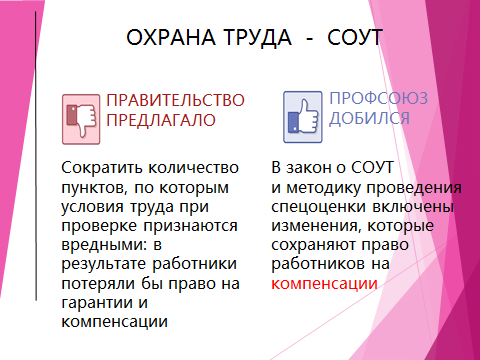 ОХРАНА ТРУДА - СОУТ
ПРАВИТЕЛЬСТВО
ПРЕДЛАГАЛО
Сократить количество
пунктов, по которым
условия труда при
проверке признаются
вредными: в
результате работники
потеряли бы право на
гарантии и
компенсации
ПРОФСОЮЗ
ДОБИЛСЯ
В закон о СОУТ
и методику проведения
спецоценки включены
изменения, которые
сохраняют право
работников на
компенсации